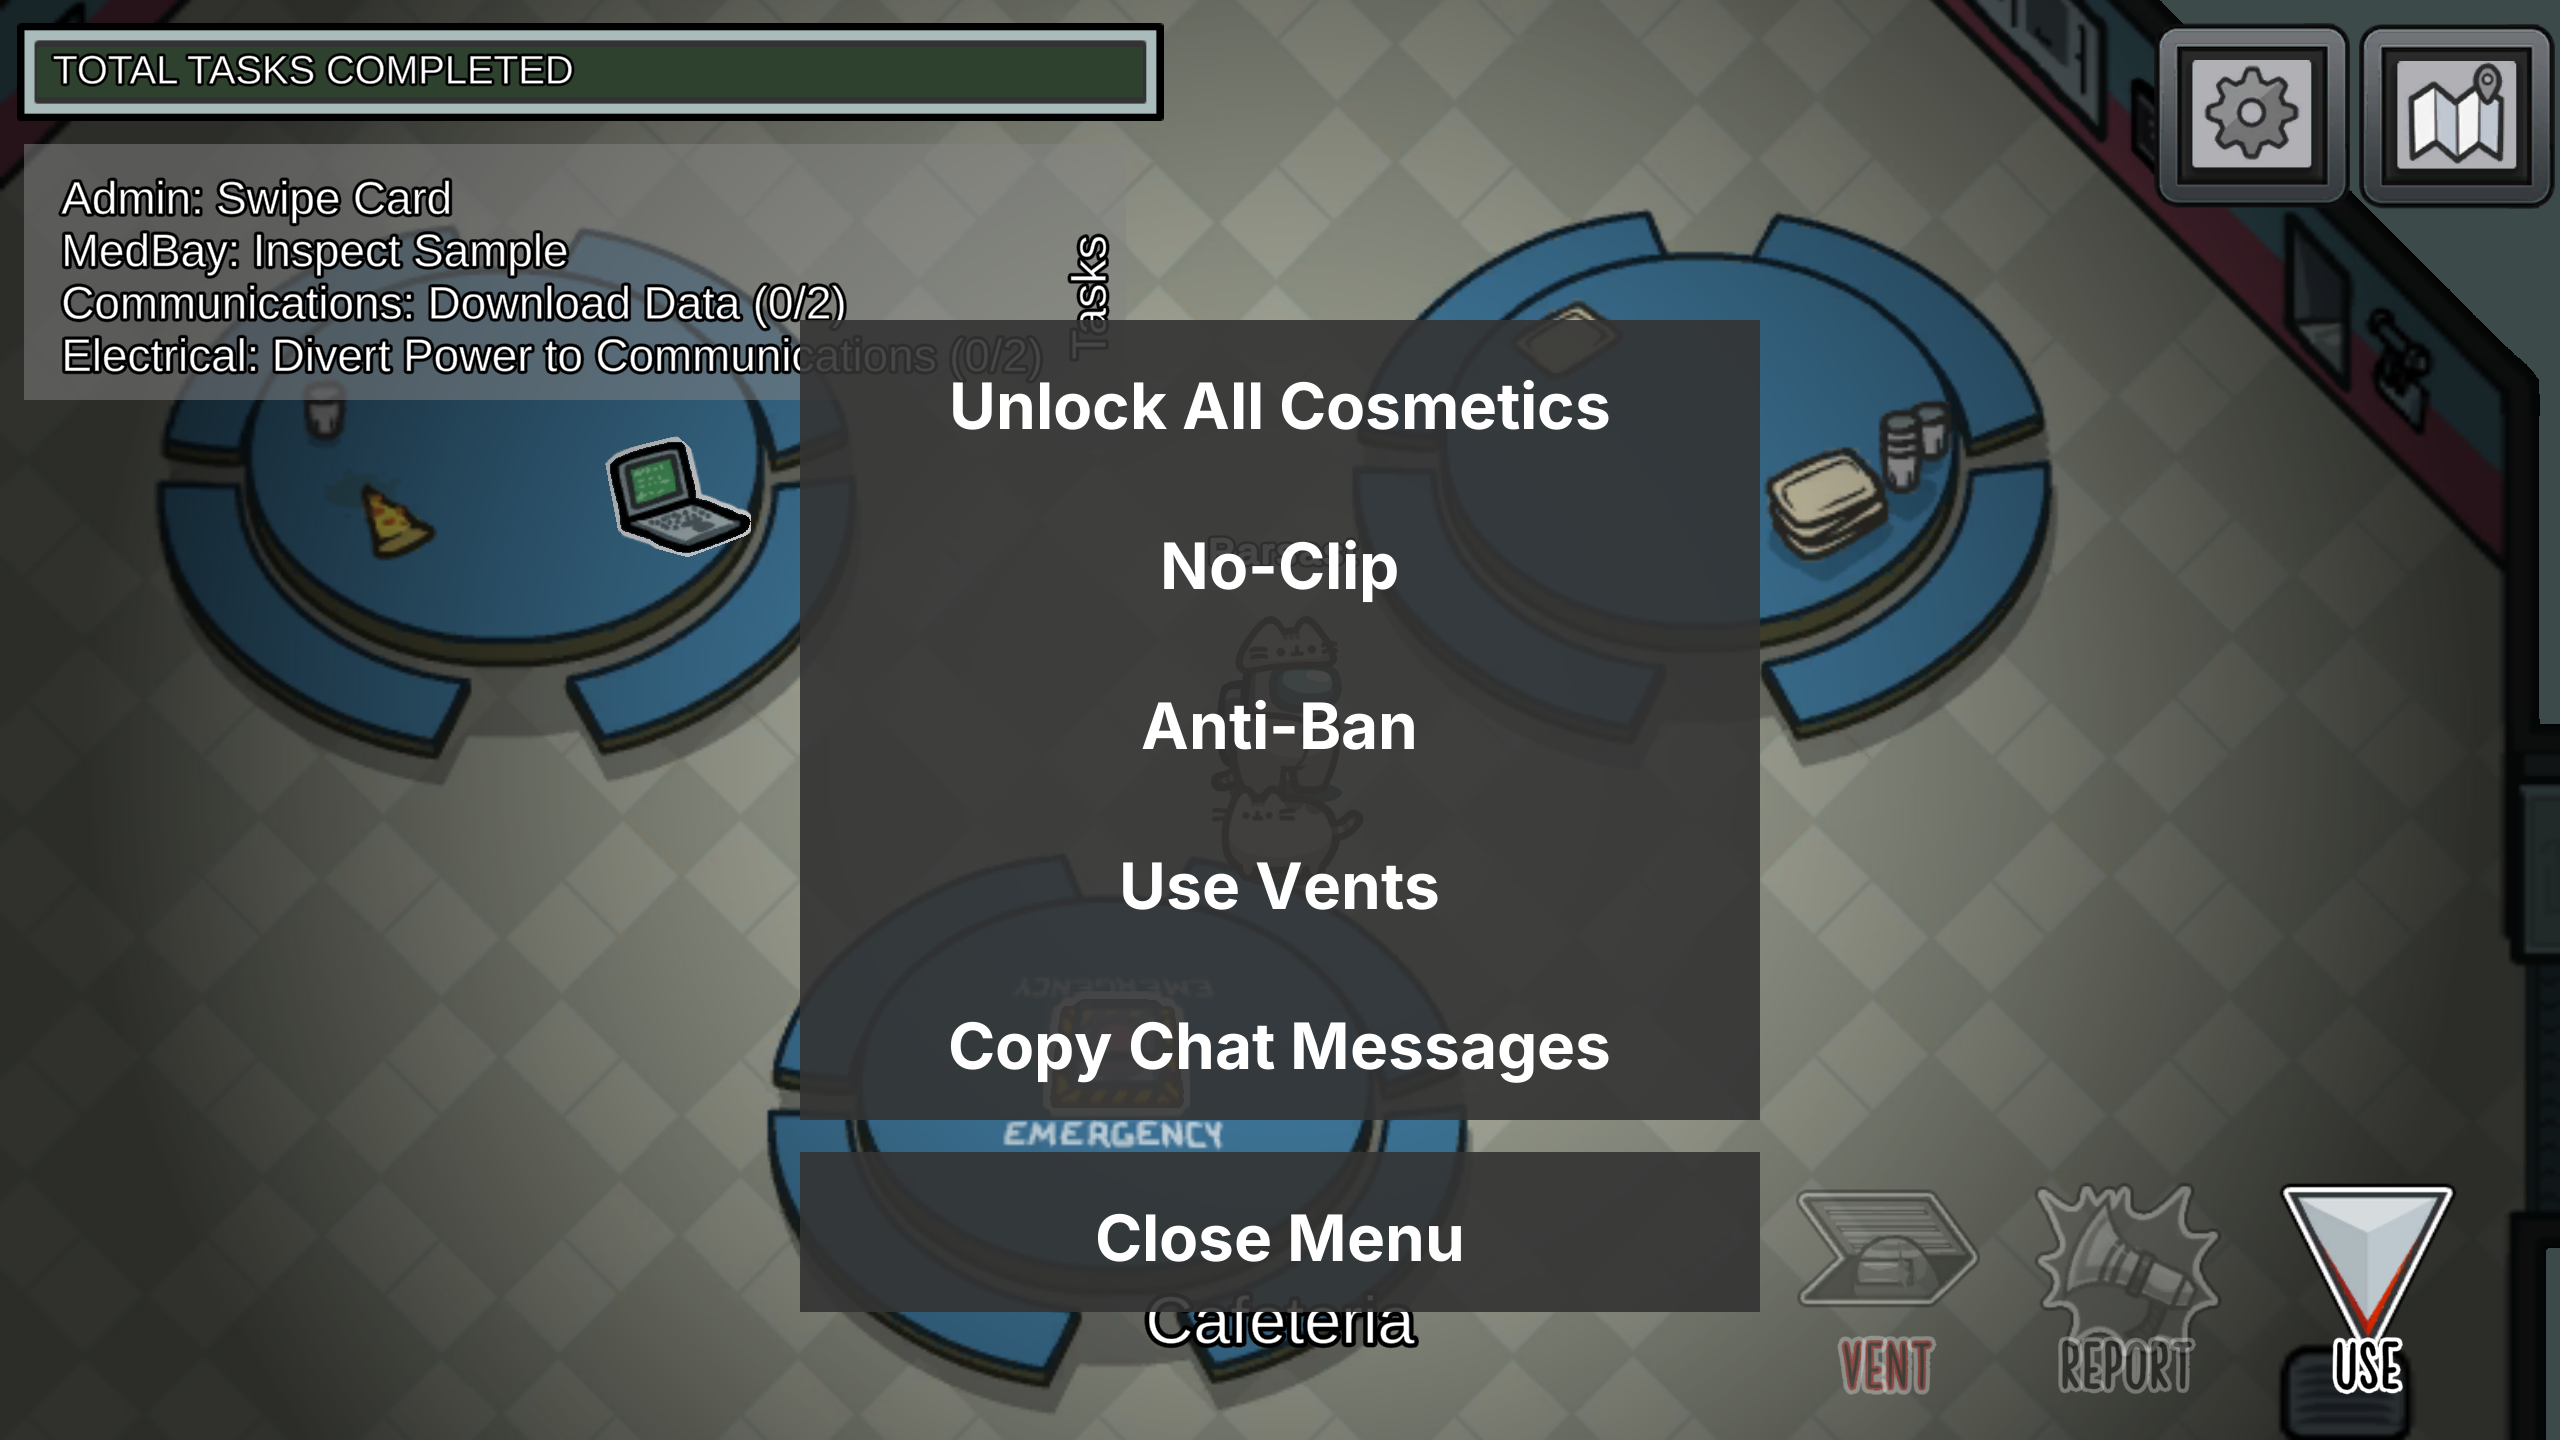 TOTAL TASKS COMPLETED
Admin: Swipe Card
MedBay: Inspect Sample
Communications: Download Data (0/2)
Electrical: Divert Power to Communications (0/2)
Tasks
Unlock All Cosmetics
No-Clip
Anti-Ban
Use Vents
Copy Chat Messages
EMERGENCY
EMERGENCY
Close Menu
Cafeteria
VENT
REPORT
USE